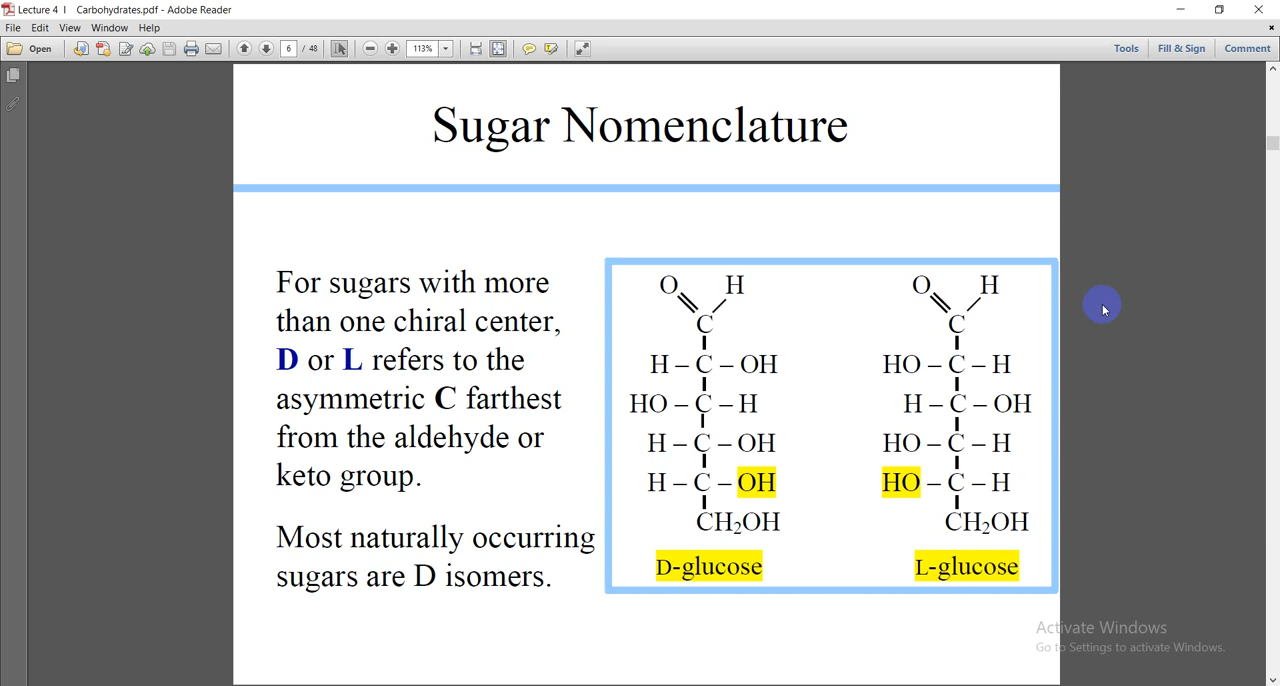 Lecture 4 I Carbohydrates.pdf - Adobe Reader
File Edit View Window Help
Open 6 / 48 113% Tools Fill & Sign Comment
Sugar Nomenclature
For sugars with more
than one chiral center,
D or L refers to the
asymmetric C farthest
from the aldehyde or
keto group.
Most naturally occurring
sugars are D isomers.
O H
C
H – C – OH
HO – C – H
H – C – OH
H – C – OH
CH₂OH
D-glucose
O H
C
HO – C – H
H – C – OH
HO – C – H
HO – C – H
CH₂OH
L-glucose
Activate Windows
Go to Settings to activate Windows.